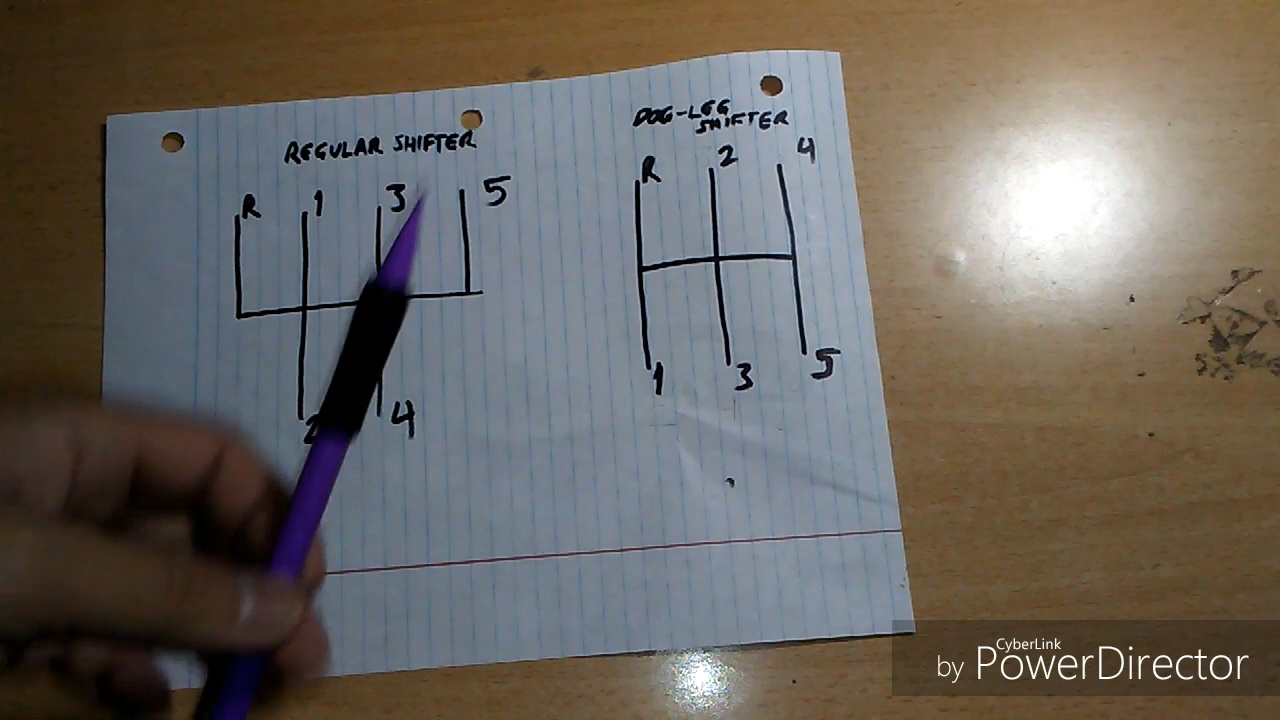 REGULAR SHIFTER
R 1 3 5
2 4
DOG-LEG
SHIFTER
R 2 4
1 3 5
CyberLink
by PowerDirector